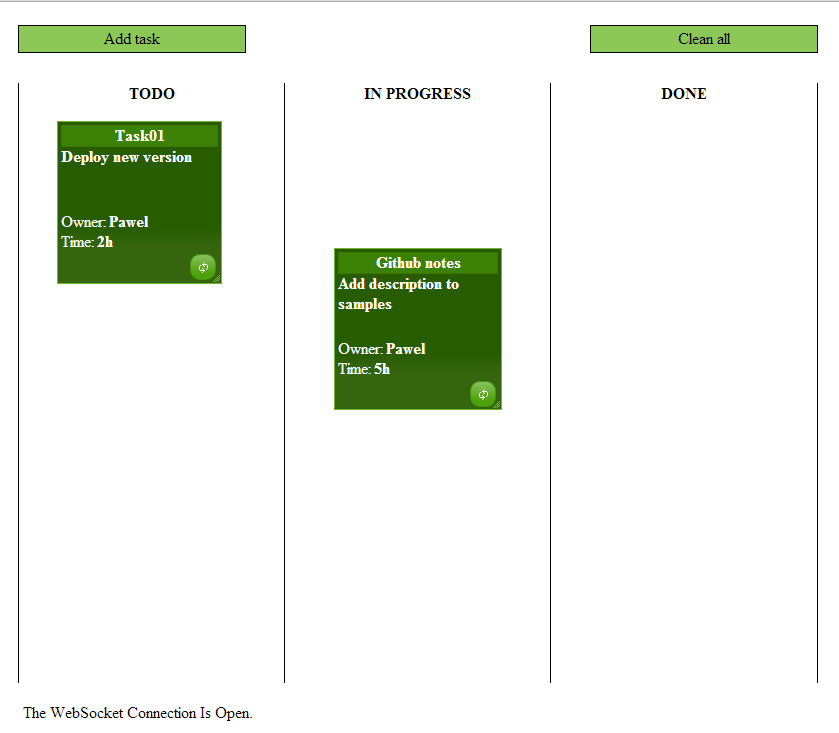 Add task
Clean all
TODO
IN PROGRESS
DONE
Task01
Deploy new version
Owner: Pawel
Time: 2h
Github notes
Add description to
samples
Owner: Pawel
Time: 5h
The WebSocket Connection Is Open.